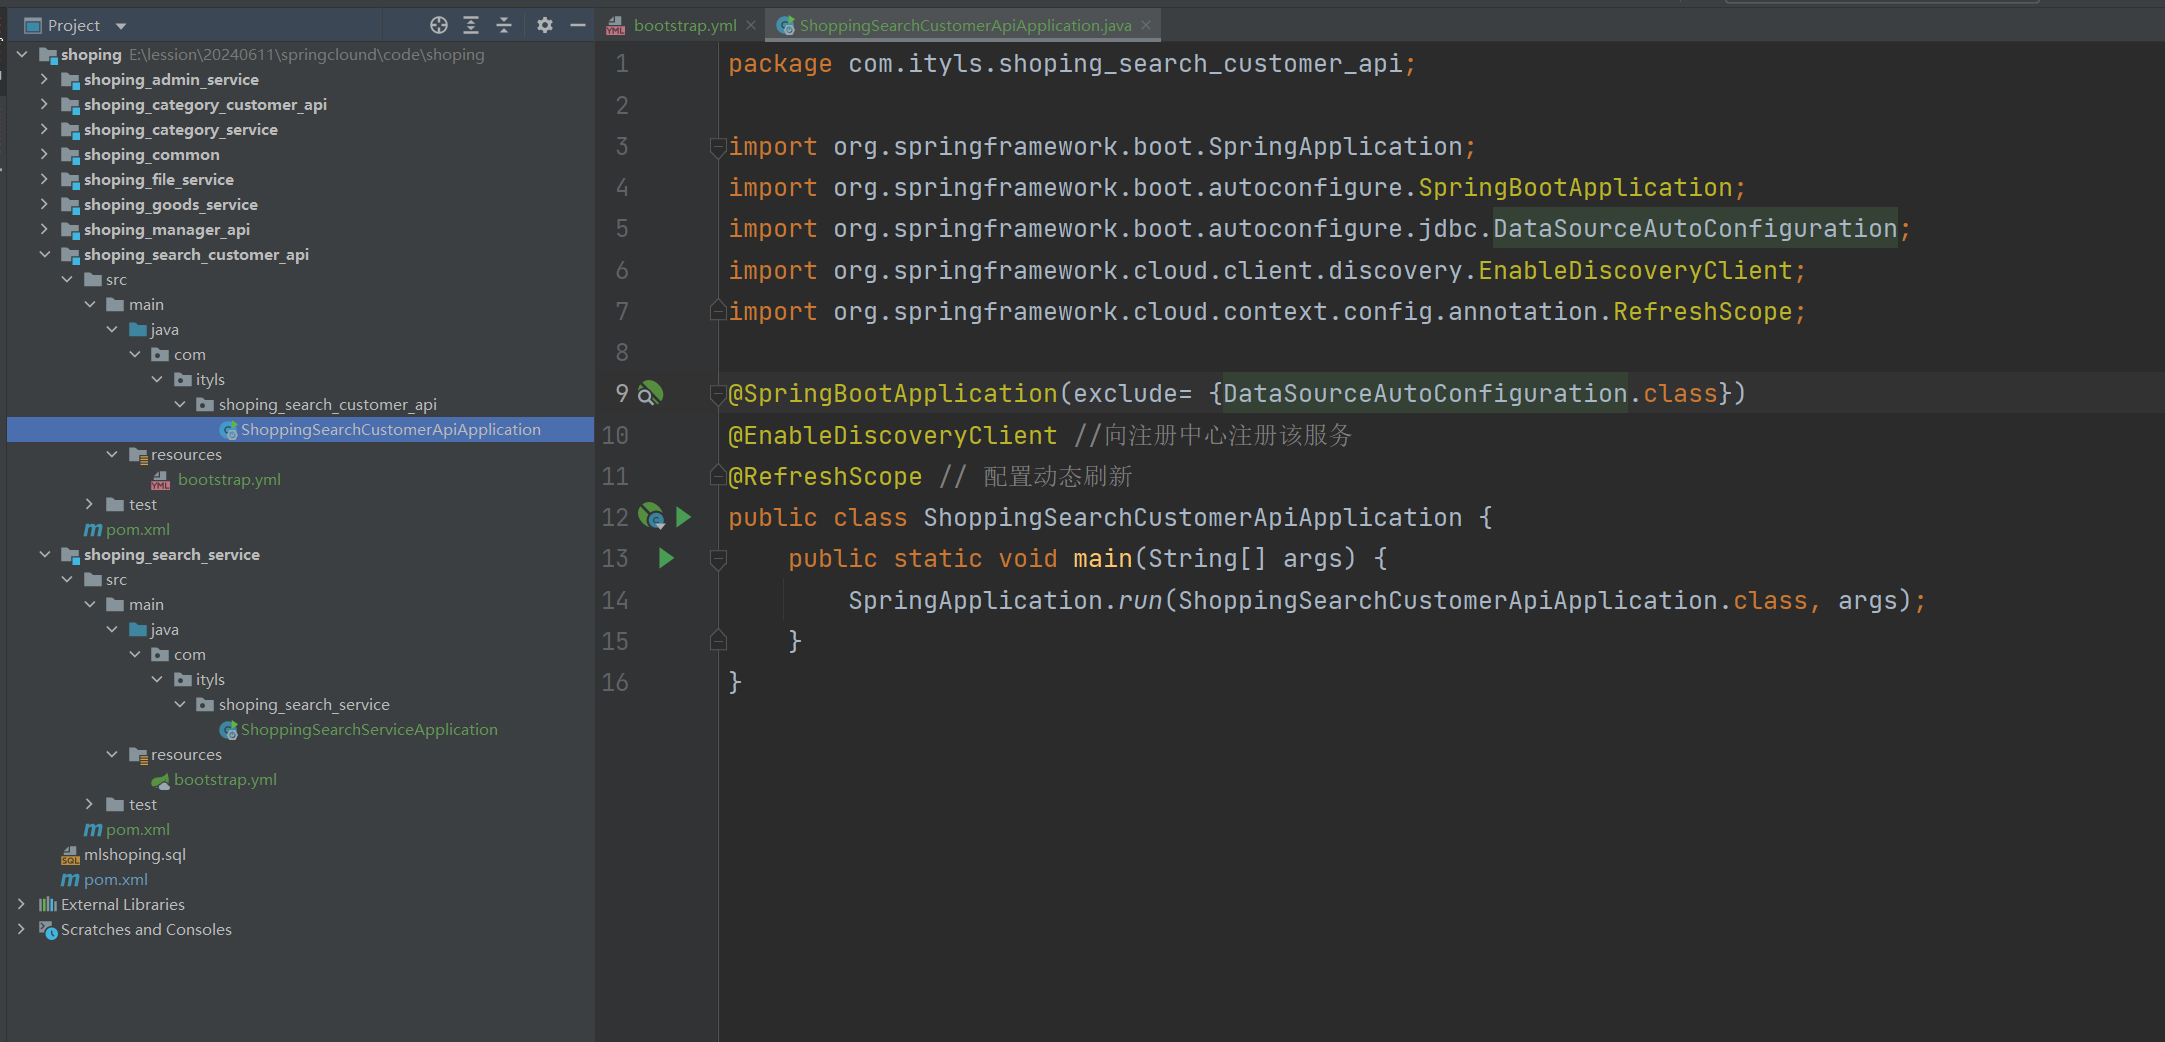 Project
shoping E:\lession\20240611\springclound\code\shoping
shoping_admin_service
shoping_category_customer_api
shoping_category_service
shoping_common
shoping_file_service
shoping_goods_service
shoping_manager_api
shoping_search_customer_api
src
main
java
com
ityls
shoping_search_customer_api
ShoppingSearchCustomerApiApplication
resources
bootstrap.yml
test
pom.xml
shoping_search_service
src
main
java
com
ityls
shoping_search_service
ShoppingSearchServiceApplication
resources
bootstrap.yml
test
pom.xml
mlshoping.sql
pom.xml
External Libraries
Scratches and Consoles
bootstrap.yml
ShoppingSearchCustomerApiApplication.java
1 package com.ityls.shoping_search_customer_api;
2
3 import org.springframework.boot.SpringApplication;
4 import org.springframework.boot.autoconfigure.SpringBootApplication;
5 import org.springframework.boot.autoconfigure.jdbc.DataSourceAutoConfiguration;
6 import org.springframework.cloud.client.discovery.EnableDiscoveryClient;
7 import org.springframework.cloud.context.config.annotation.RefreshScope;
8
9 @SpringBootApplication(exclude= {DataSourceAutoConfiguration.class})
10 @EnableDiscoveryClient //向注册中心注册该服务
11 @RefreshScope // 配置动态刷新
12 public class ShoppingSearchCustomerApiApplication {
13 public static void main(String[] args) {
14 SpringApplication.run(ShoppingSearchCustomerApiApplication.class, args);
15 }
16 }